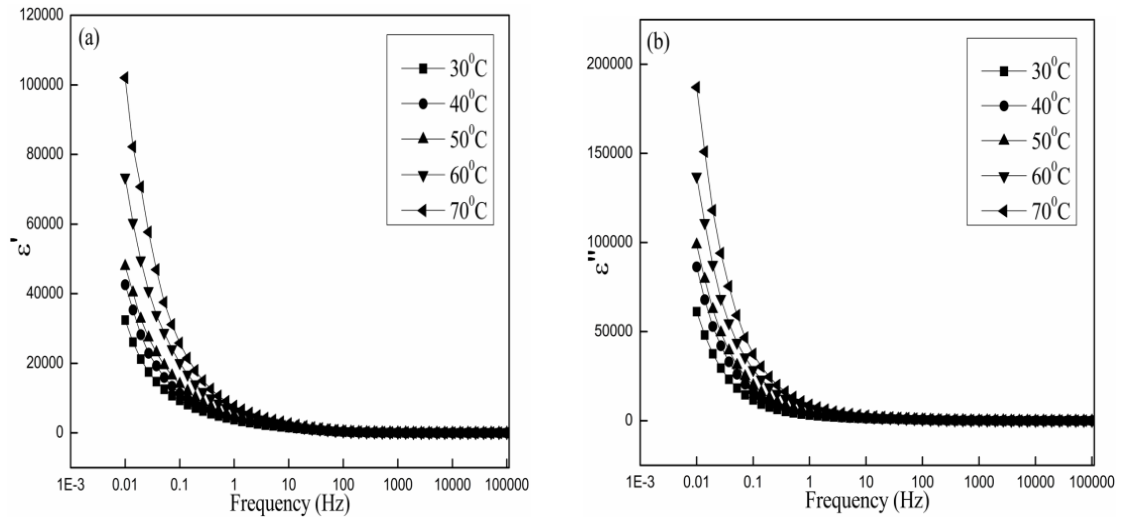 (a)
120000
100000
80000
60000
40000
20000
0
ε'
30⁰C
40⁰C
50⁰C
60⁰C
70⁰C
1E-3 0.01 0.1 1 10 100 1000 10000 100000
Frequency (Hz)
(b)
200000
150000
100000
50000
0
ε"
30⁰C
40⁰C
50⁰C
60⁰C
70⁰C
1E-3 0.01 0.1 1 10 100 1000 10000 100000
Frequency (Hz)